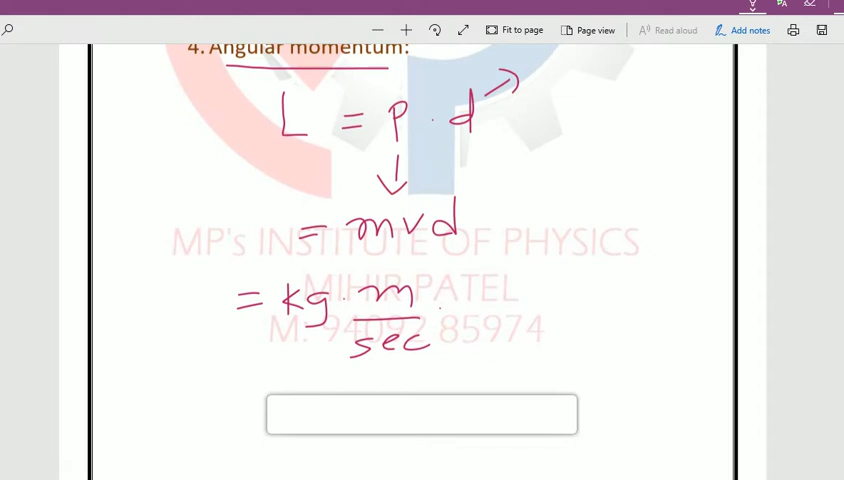 Fit to page
Page view
Read aloud
Add notes
4. Angular momentum:
L = p . d
= m v d
MP's INSTITUTE OF PHYSICS
MIHIR PATEL
= kg . m / sec .
M: 94092 85974